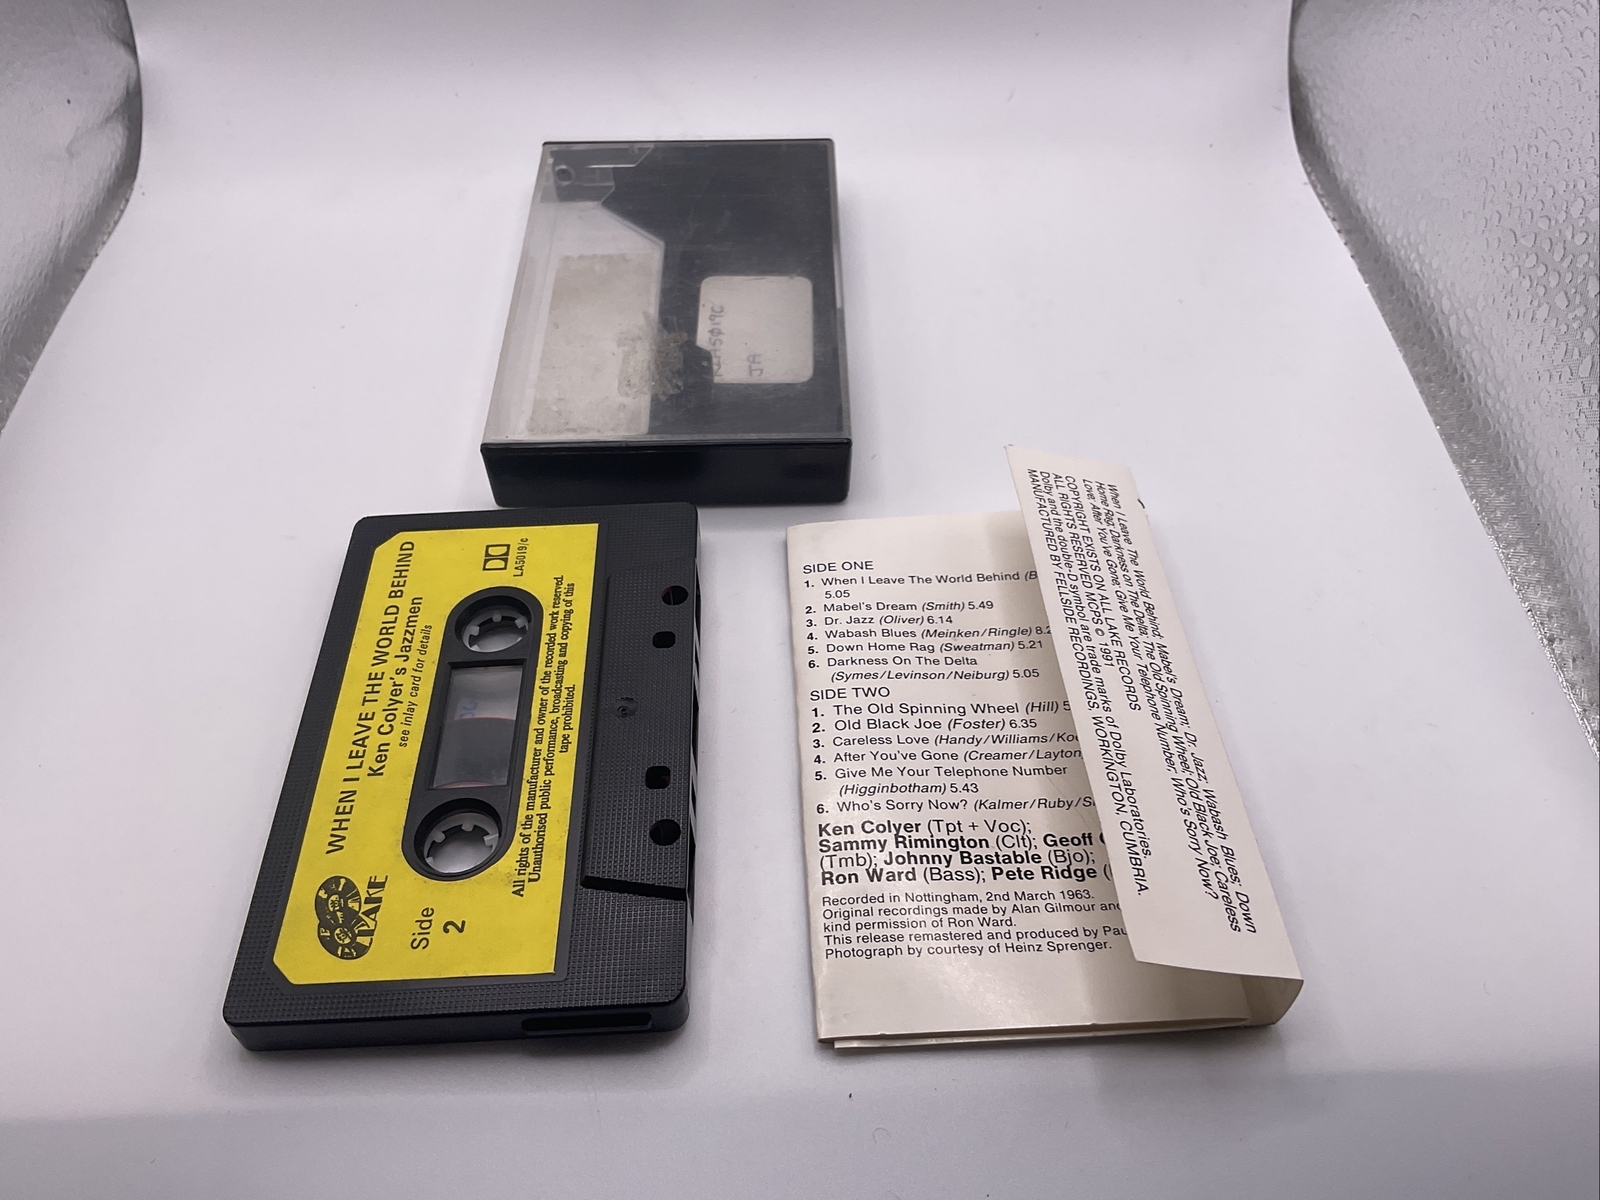 JA
WHEN I LEAVE THE WORLD BEHIND
Ken Colyer's Jazzmen
see inlay card for details
LA5019/c
All rights of the manufacturer and owner of the recorded work reserved.
Unauthorised public performance, broadcasting and copying of this
tape prohibited.
LAKE
Side
2
SIDE ONE
1. When I Leave The World Behind (B
5.05
2. Mabel's Dream (Smith) 5.49
3. Dr. Jazz (Oliver) 6.14
4. Wabash Blues (Meinken/Ringle) 8.2
5. Down Home Rag (Sweatman) 5.21
6. Darkness On The Delta
(Symes/Levinson/Neiburg) 5.05
SIDE TWO
1. The Old Spinning Wheel (Hill) 5
2. Old Black Joe (Foster) 6.35
3. Careless Love (Handy/Williams/Koe
4. After You've Gone (Creamer/Layton
5. Give Me Your Telephone Number
(Higginbotham) 5.43
6. Who's Sorry Now? (Kalmer/Ruby/S
Ken Colyer (Tpt + Voc);
Sammy Rimington (Clt); Geoff
(Tmb); Johnny Bastable (Bjo);
Ron Ward (Bass); Pete Ridge (
Recorded in Nottingham, 2nd March 1963.
Original recordings made by Alan Gilmour and
kind permission of Ron Ward.
This release remastered and produced by Pau
Photograph by courtesy of Heinz Sprenger.
When I Leave The World Behind; Mabel's Dream; Dr. Jazz; Wabash Blues; Down
Home Rag; Darkness on The Delta; The Old Spinning Wheel; Old Black Joe; Careless
Love; After You've Gone; Give Me Your Telephone Number; Who's Sorry Now?
COPYRIGHT EXISTS ON ALL LAKE RECORDS
ALL RIGHTS RESERVED MCPS © 1991
Dolby and the double-D symbol are trade marks of Dolby Laboratories.
MANUFACTURED BY FELLSIDE RECORDINGS, WORKINGTON, CUMBRIA.